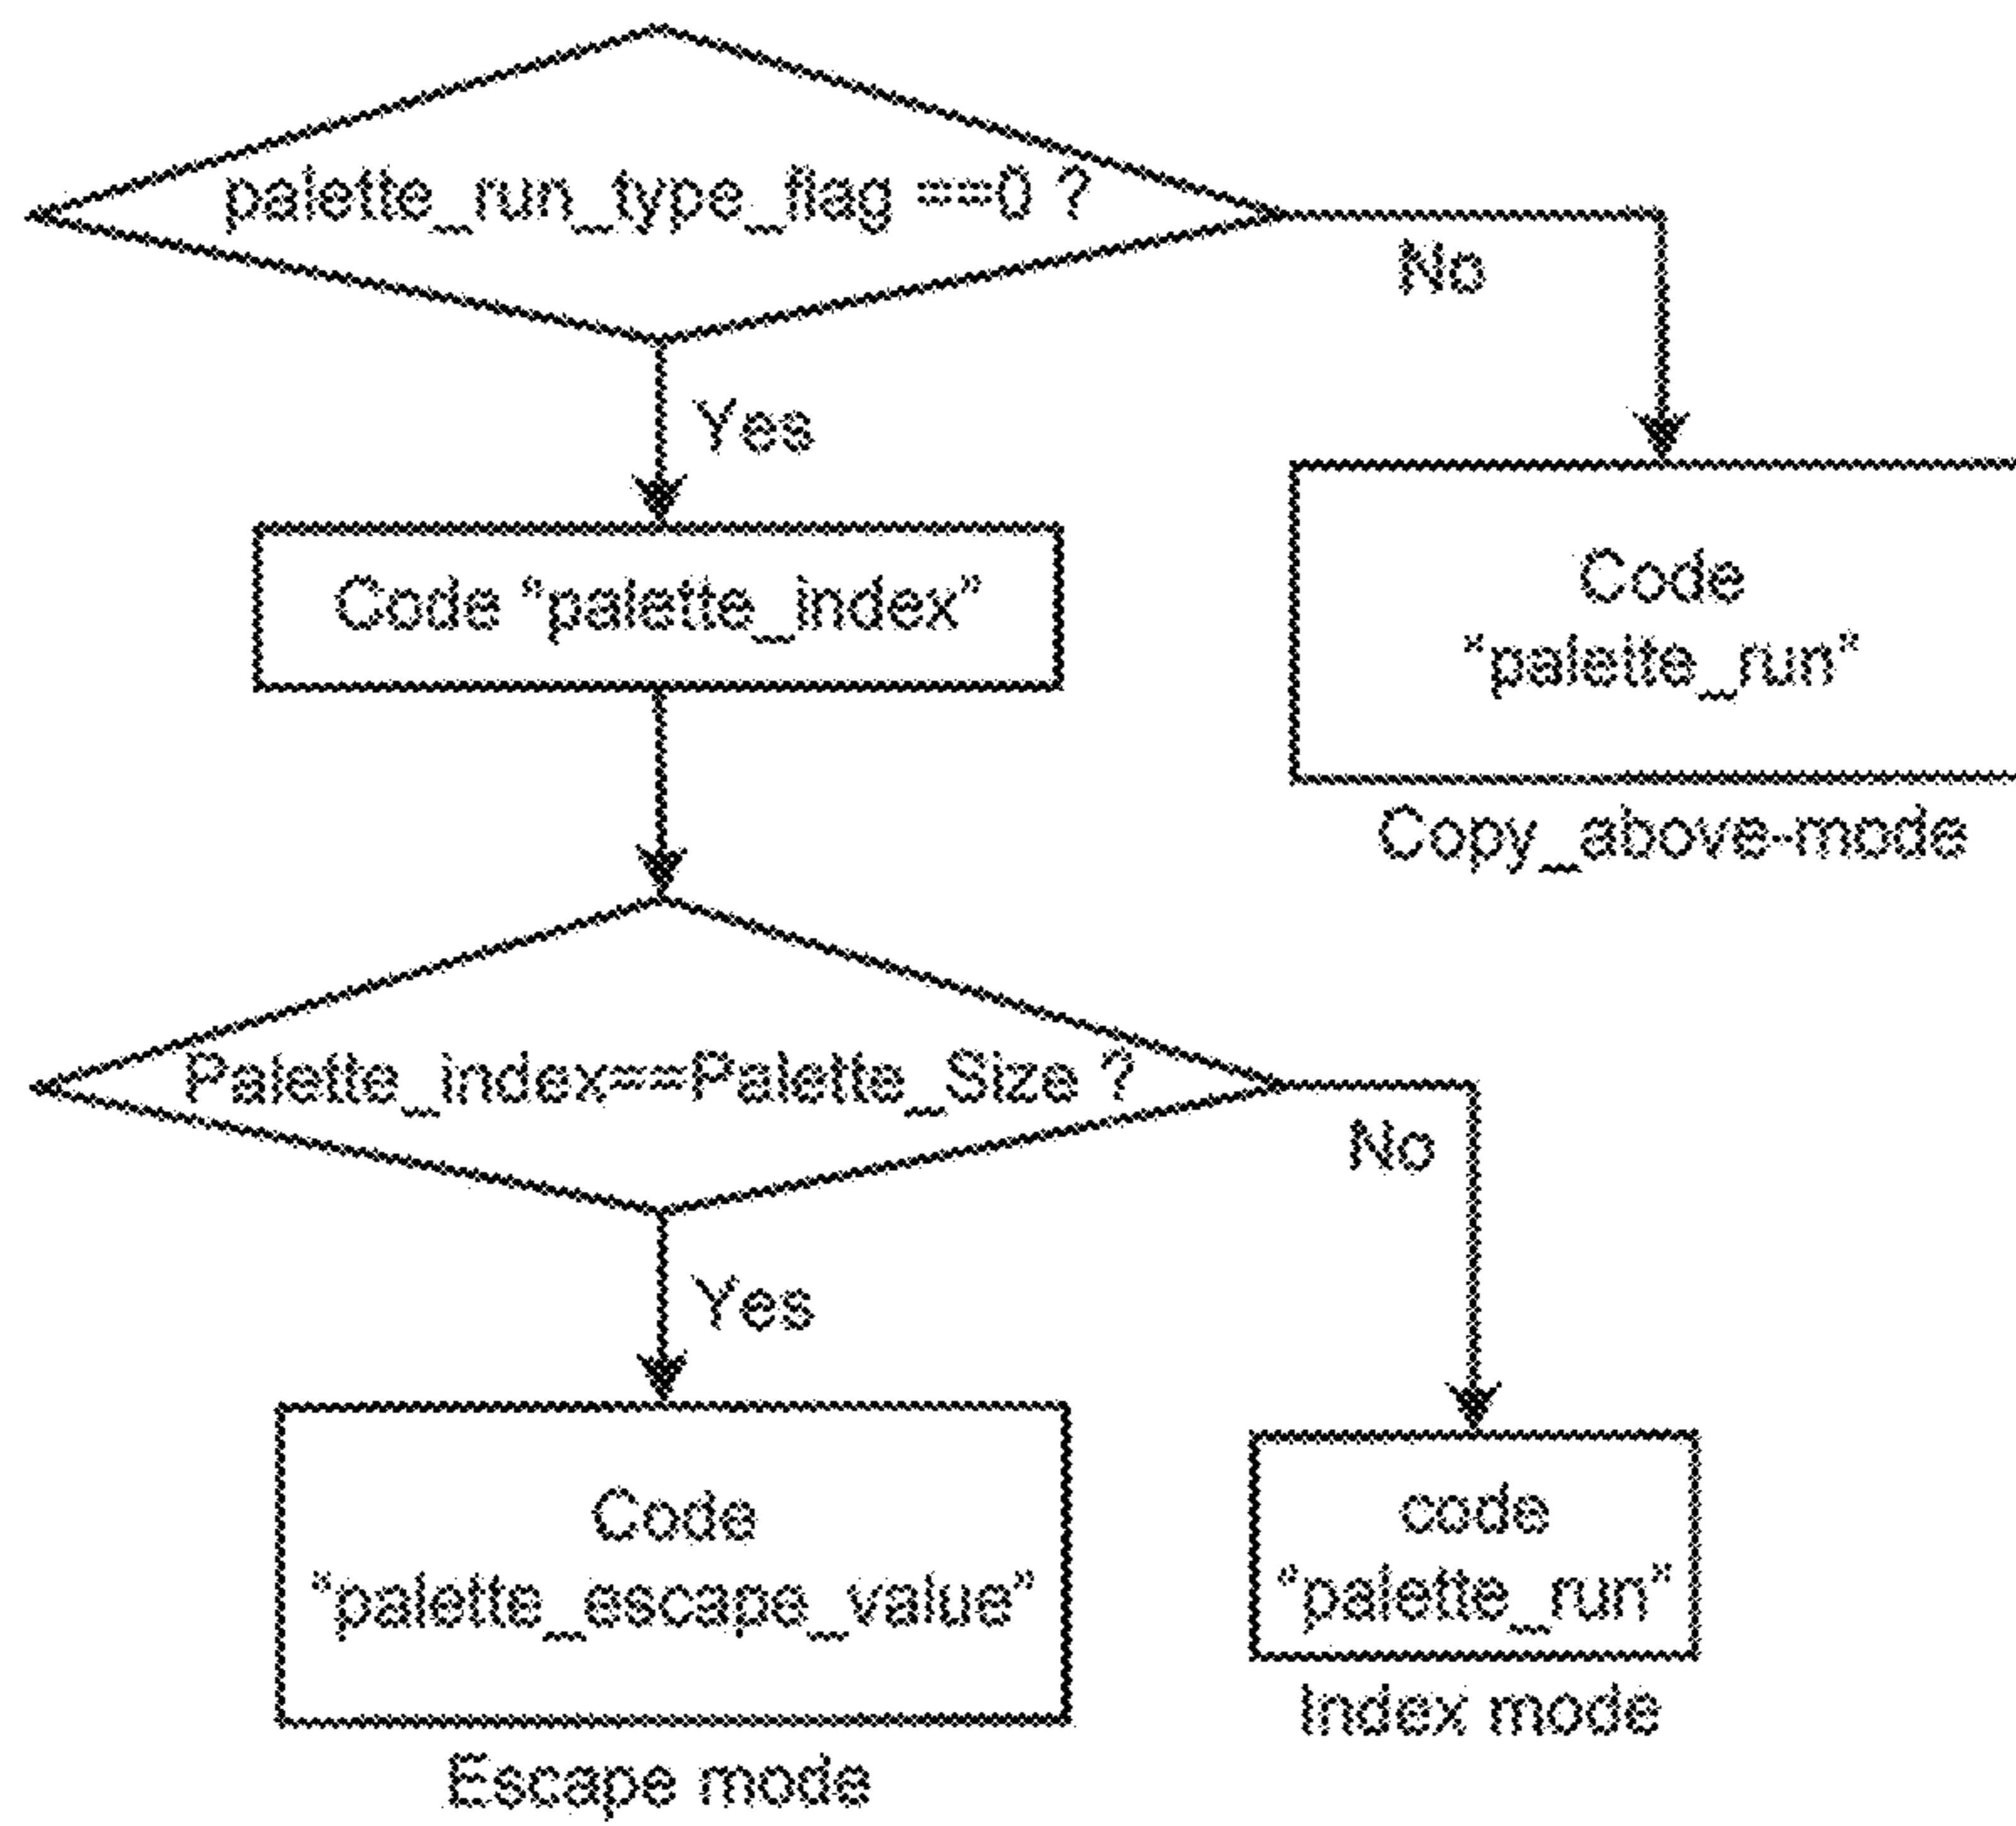 palette_run_type_flag ==0 ?
No
Yes
Code “palette_index”
Code
“palette_run”
Copy_above-mode
Palette_index==Palette_Size ?
No
Yes
Code
“palette_escape_value”
Escape mode
code
“palette_run”
Index mode